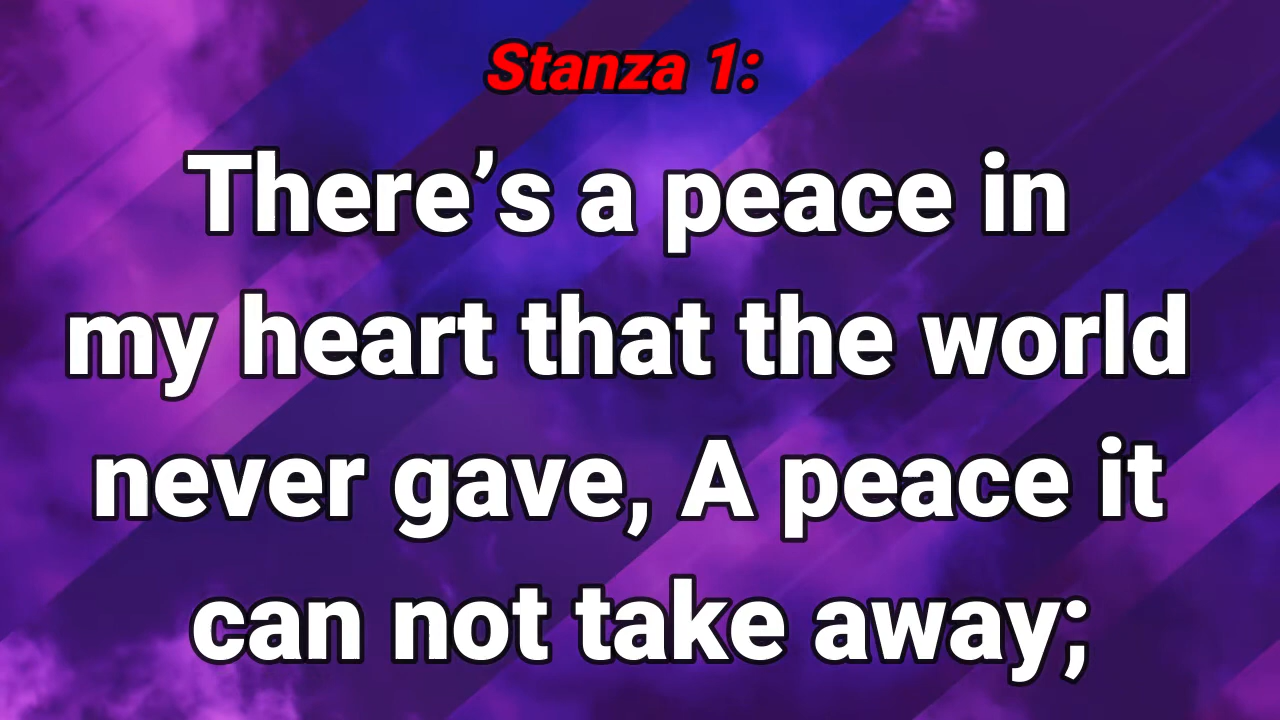 Stanza 1:
There’s a peace in
my heart that the world
never gave, A peace it
can not take away;